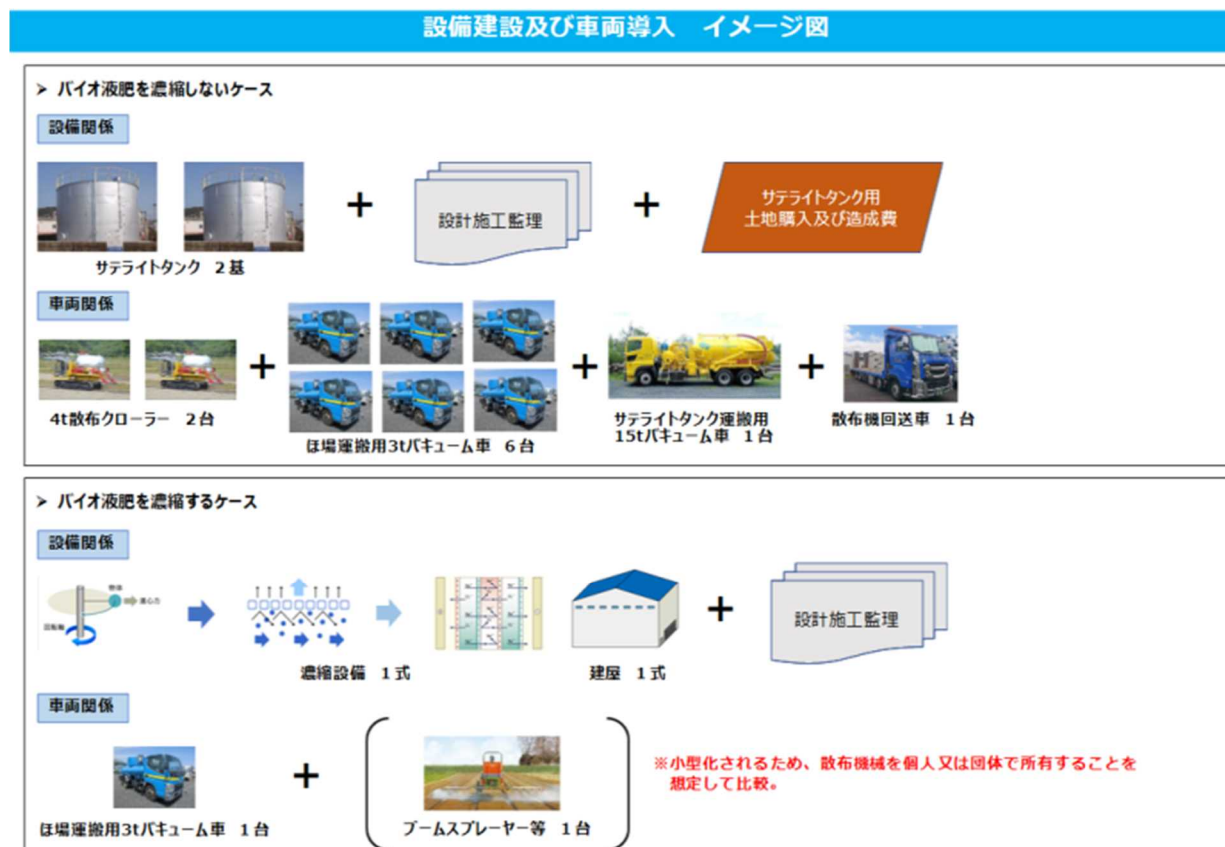 設備建設及び車両導入　イメージ図
➢ バイオ液肥を濃縮しないケース
設備関係
設計施工監理
サテライトタンク用
土地購入及び造成費
サテライトタンク　2基
車両関係
4t散布クローラー　2台
ほ場運搬用3tバキューム車　6台
サテライトタンク運搬用
15tバキューム車　1台
散布機回送車　1台
➢ バイオ液肥を濃縮するケース
設備関係
物体
遠心力
回転軸
設計施工監理
濃縮設備　1式
建屋　1式
車両関係
ほ場運搬用3tバキューム車　1台
ブームスプレーヤー等　1台
※小型化されるため、散布機械を個人又は団体で所有することを
想定して比較。